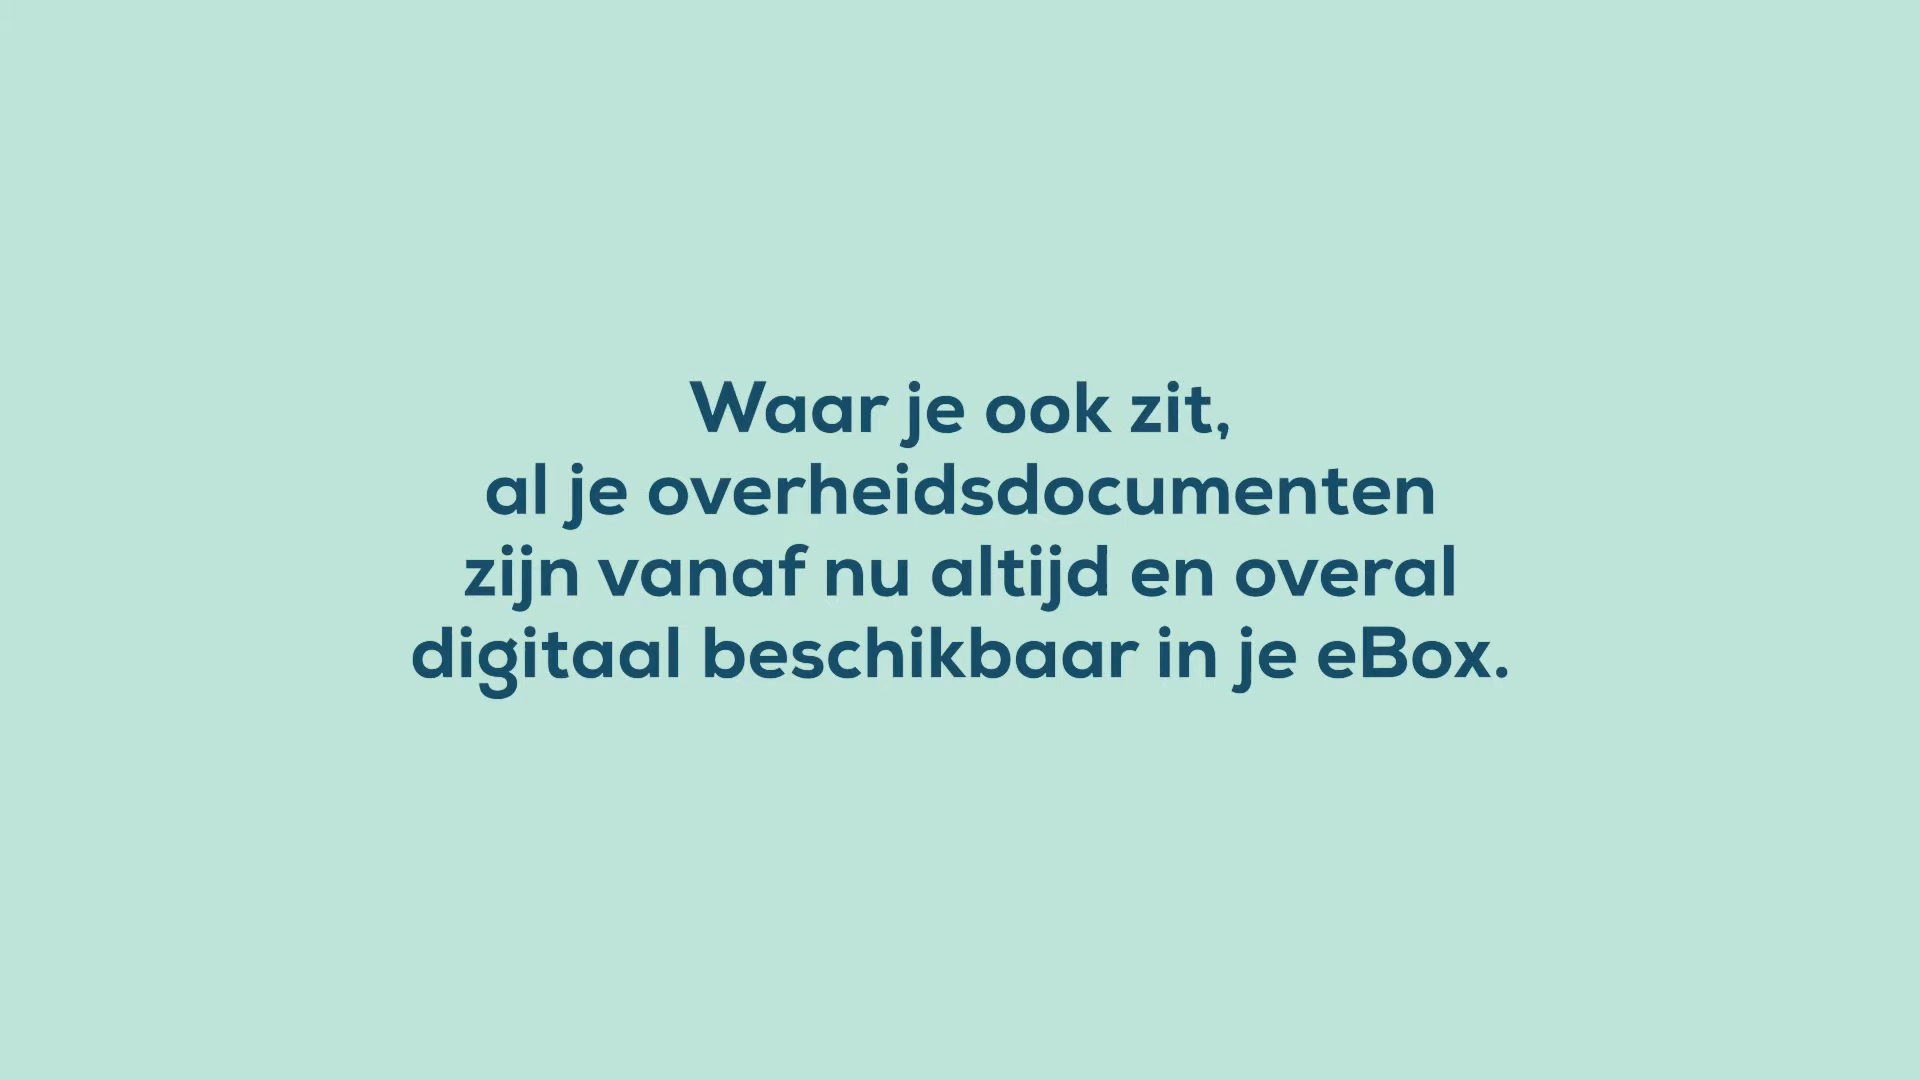 Waar je ook zit,
al je overheidsdocumenten
zijn vanaf nu altijd en overal
digitaal beschikbaar in je eBox.